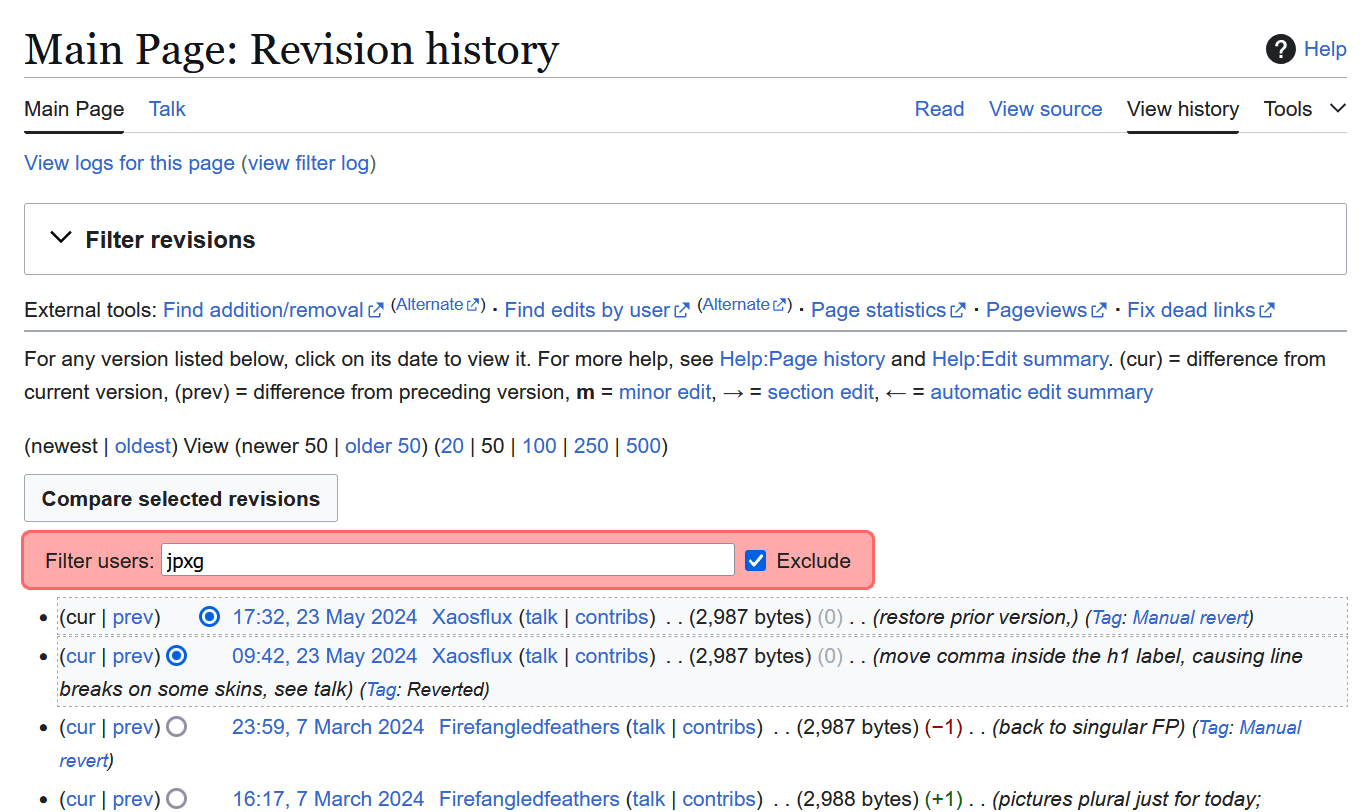 Main Page: Revision history
? Help
Main Page Talk Read View source View history Tools
View logs for this page (view filter log)
Filter revisions
External tools: Find addition/removal (Alternate) · Find edits by user (Alternate) · Page statistics · Pageviews · Fix dead links
For any version listed below, click on its date to view it. For more help, see Help:Page history and Help:Edit summary. (cur) = difference from
current version, (prev) = difference from preceding version, m = minor edit, → = section edit, ← = automatic edit summary
(newest | oldest) View (newer 50 | older 50) (20 | 50 | 100 | 250 | 500)
Compare selected revisions
Filter users: jpxg Exclude
• (cur | prev) 17:32, 23 May 2024 Xaosflux (talk | contribs) . . (2,987 bytes) (0) . . (restore prior version,) (Tag: Manual revert)
• (cur | prev) 09:42, 23 May 2024 Xaosflux (talk | contribs) . . (2,987 bytes) (0) . . (move comma inside the h1 label, causing line
breaks on some skins, see talk) (Tag: Reverted)
• (cur | prev) 23:59, 7 March 2024 Firefangledfeathers (talk | contribs) . . (2,987 bytes) (−1) . . (back to singular FP) (Tag: Manual
revert)
• (cur | prev) 16:17, 7 March 2024 Firefangledfeathers (talk | contribs) . . (2,988 bytes) (+1) . . (pictures plural just for today;